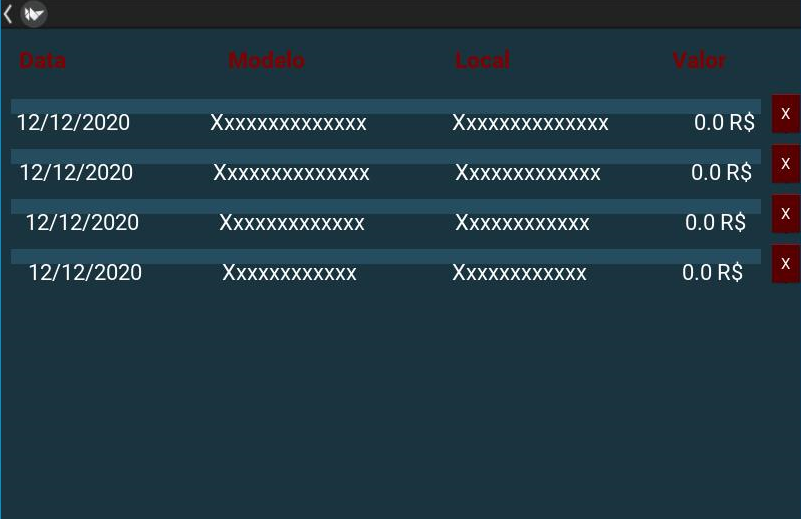 Data Modelo Local Valor
12/12/2020 Xxxxxxxxxxxxxx Xxxxxxxxxxxxxx 0.0 R$ X
12/12/2020 Xxxxxxxxxxxxxx Xxxxxxxxxxxxx 0.0 R$ X
12/12/2020 Xxxxxxxxxxxxx Xxxxxxxxxxxx 0.0 R$ X
12/12/2020 Xxxxxxxxxxxx Xxxxxxxxxxxx 0.0 R$ X